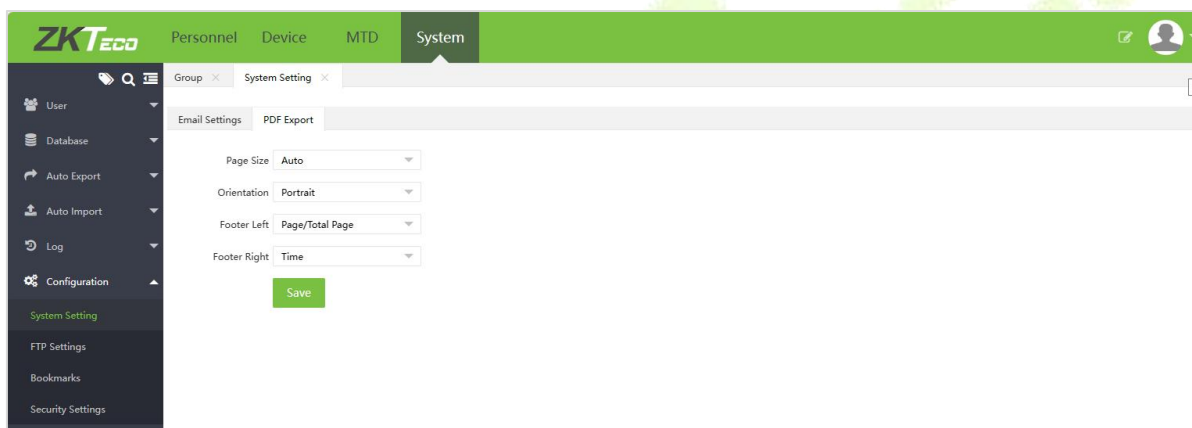 ZKTeco Personnel Device MTD System
Group System Setting
User
Email Settings PDF Export
Database
Page Size Auto
Auto Export
Orientation Portrait
Auto Import
Footer Left Page/Total Page
Log
Footer Right Time
Configuration
Save
System Setting
FTP Settings
Bookmarks
Security Settings